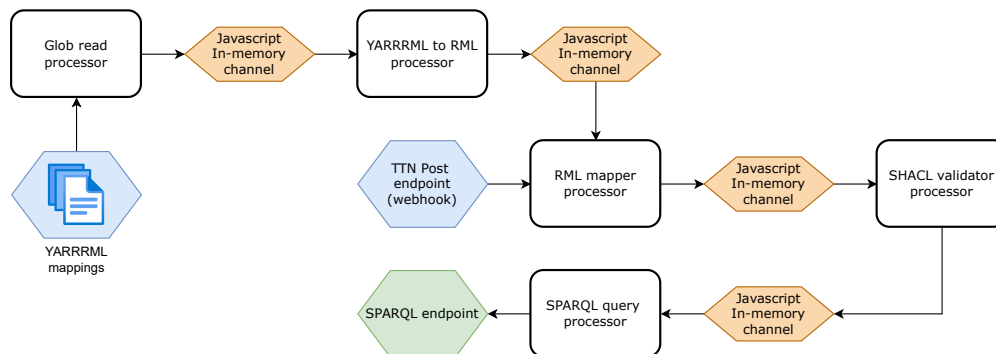 Glob read
processor
Javascript
In-memory
channel
YARRRML to RML
processor
Javascript
In-memory
channel
YARRRML
mappings
TTN Post
endpoint
(webhook)
RML mapper
processor
Javascript
In-memory
channel
SHACL validator
processor
SPARQL endpoint
SPARQL query
processor
Javascript
In-memory
channel